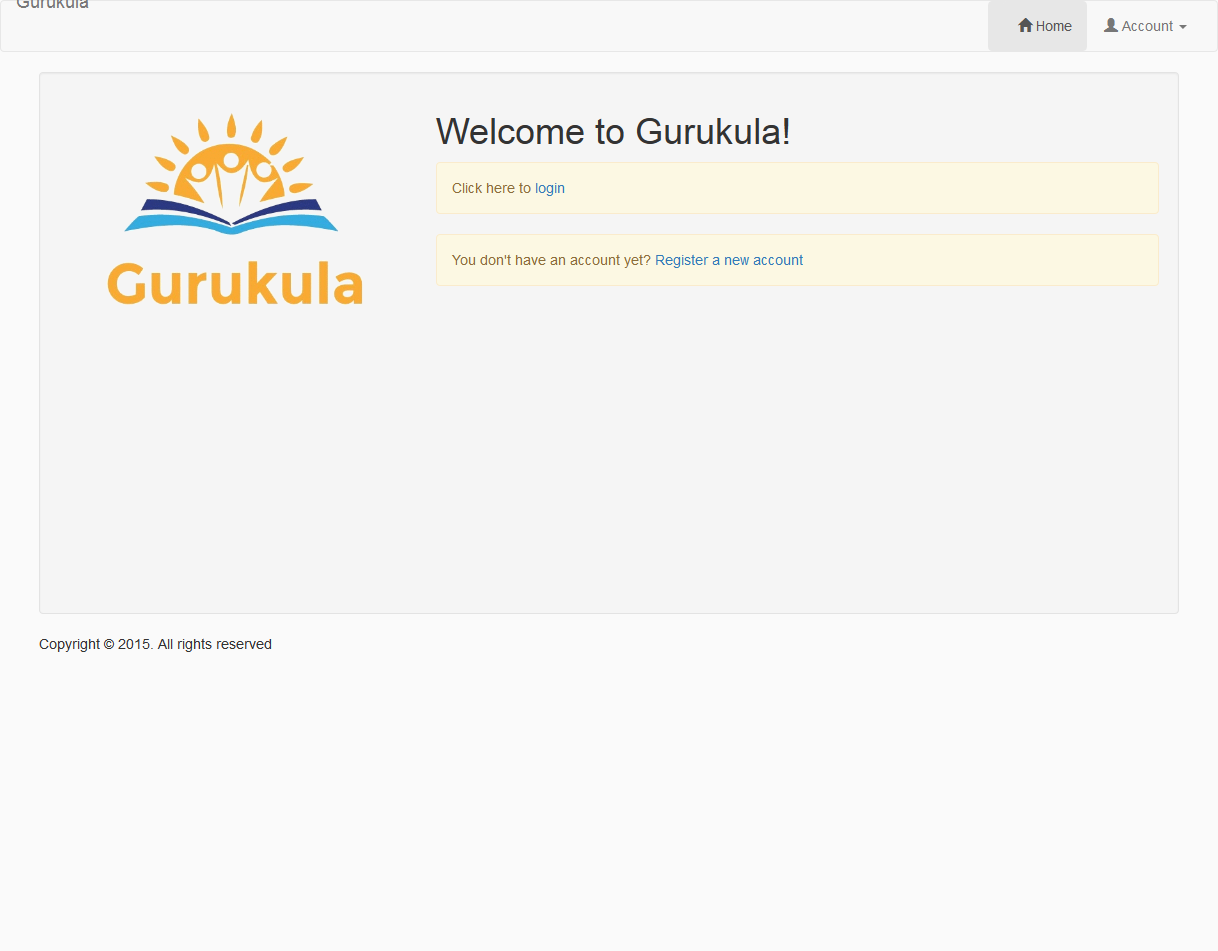 Gurukula
Home
Account
Welcome to Gurukula!
Click here to login
You don't have an account yet? Register a new account
Gurukula
Copyright © 2015. All rights reserved